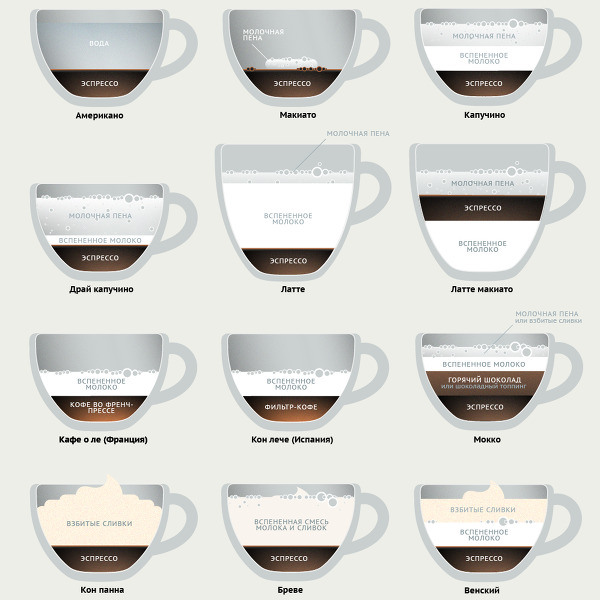 ВОДА
ЭСПРЕССО
Американо
МОЛОЧНАЯ
ПЕНА
ЭСПРЕССО
Макиато
МОЛОЧНАЯ ПЕНА
ВСПЕНЕННОЕ
МОЛОКО
ЭСПРЕССО
Капучино
МОЛОЧНАЯ ПЕНА
ВСПЕНЕННОЕ МОЛОКО
ЭСПРЕССО
Драй капучино
МОЛОЧНАЯ ПЕНА
ВСПЕНЕННОЕ
МОЛОКО
ЭСПРЕССО
Латте
МОЛОЧНАЯ ПЕНА
ЭСПРЕССО
ВСПЕНЕННОЕ
МОЛОКО
Латте макиато
ВСПЕНЕННОЕ
МОЛОКО
КОФЕ ВО ФРЕНЧ-
ПРЕССЕ
Кафе о ле (Франция)
ВСПЕНЕННОЕ
МОЛОКО
ФИЛЬТР-КОФЕ
Кон лече (Испания)
МОЛОЧНАЯ ПЕНА
или взбитые сливки
ВСПЕНЕННОЕ МОЛОКО
ГОРЯЧИЙ ШОКОЛАД
или шоколадный топпинг
ЭСПРЕССО
Мокко
ВЗБИТЫЕ СЛИВКИ
ЭСПРЕССО
Кон панна
ВСПЕНЕННАЯ СМЕСЬ
МОЛОКА И СЛИВОК
ЭСПРЕССО
Бреве
ВЗБИТЫЕ СЛИВКИ
ВСПЕНЕННОЕ
МОЛОКО
ЭСПРЕССО
Венский